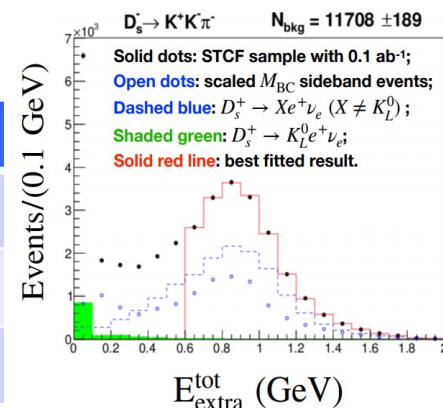 D_s^- → K^+K^-π^- N_bkg = 11708 ±189
×10^3
Solid dots: STCF sample with 0.1 ab^-1;
Open dots: scaled M_BC sideband events;
Dashed blue: D_s^+ → Xe^+ν_e (X ≠ K_L^0) ;
Shaded green: D_s^+ → K_L^0e^+ν_e;
Solid red line: best fitted result.
Events/(0.1 GeV)
7
6
5
4
3
2
1
0
0 0.2 0.4 0.6 0.8 1 1.2 1.4 1.6 1.8 2
E_extra^tot (GeV)